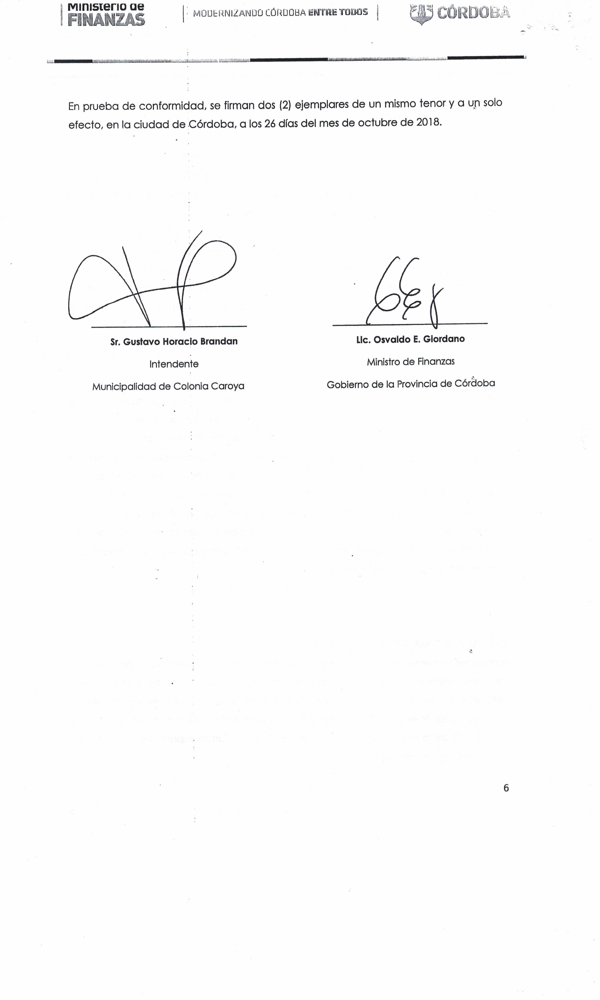 Ministerio de
FINANZAS
MODERNIZANDO CÓRDOBA ENTRE TODOS
CÓRDOBA
En prueba de conformidad, se firman dos (2) ejemplares de un mismo tenor y a un solo
efecto, en la ciudad de Córdoba, a los 26 días del mes de octubre de 2018.
Sr. Gustavo Horacio Brandan
Intendente
Municipalidad de Colonia Caroya
Lic. Osvaldo E. Giordano
Ministro de Finanzas
Gobierno de la Provincia de Córdoba
6